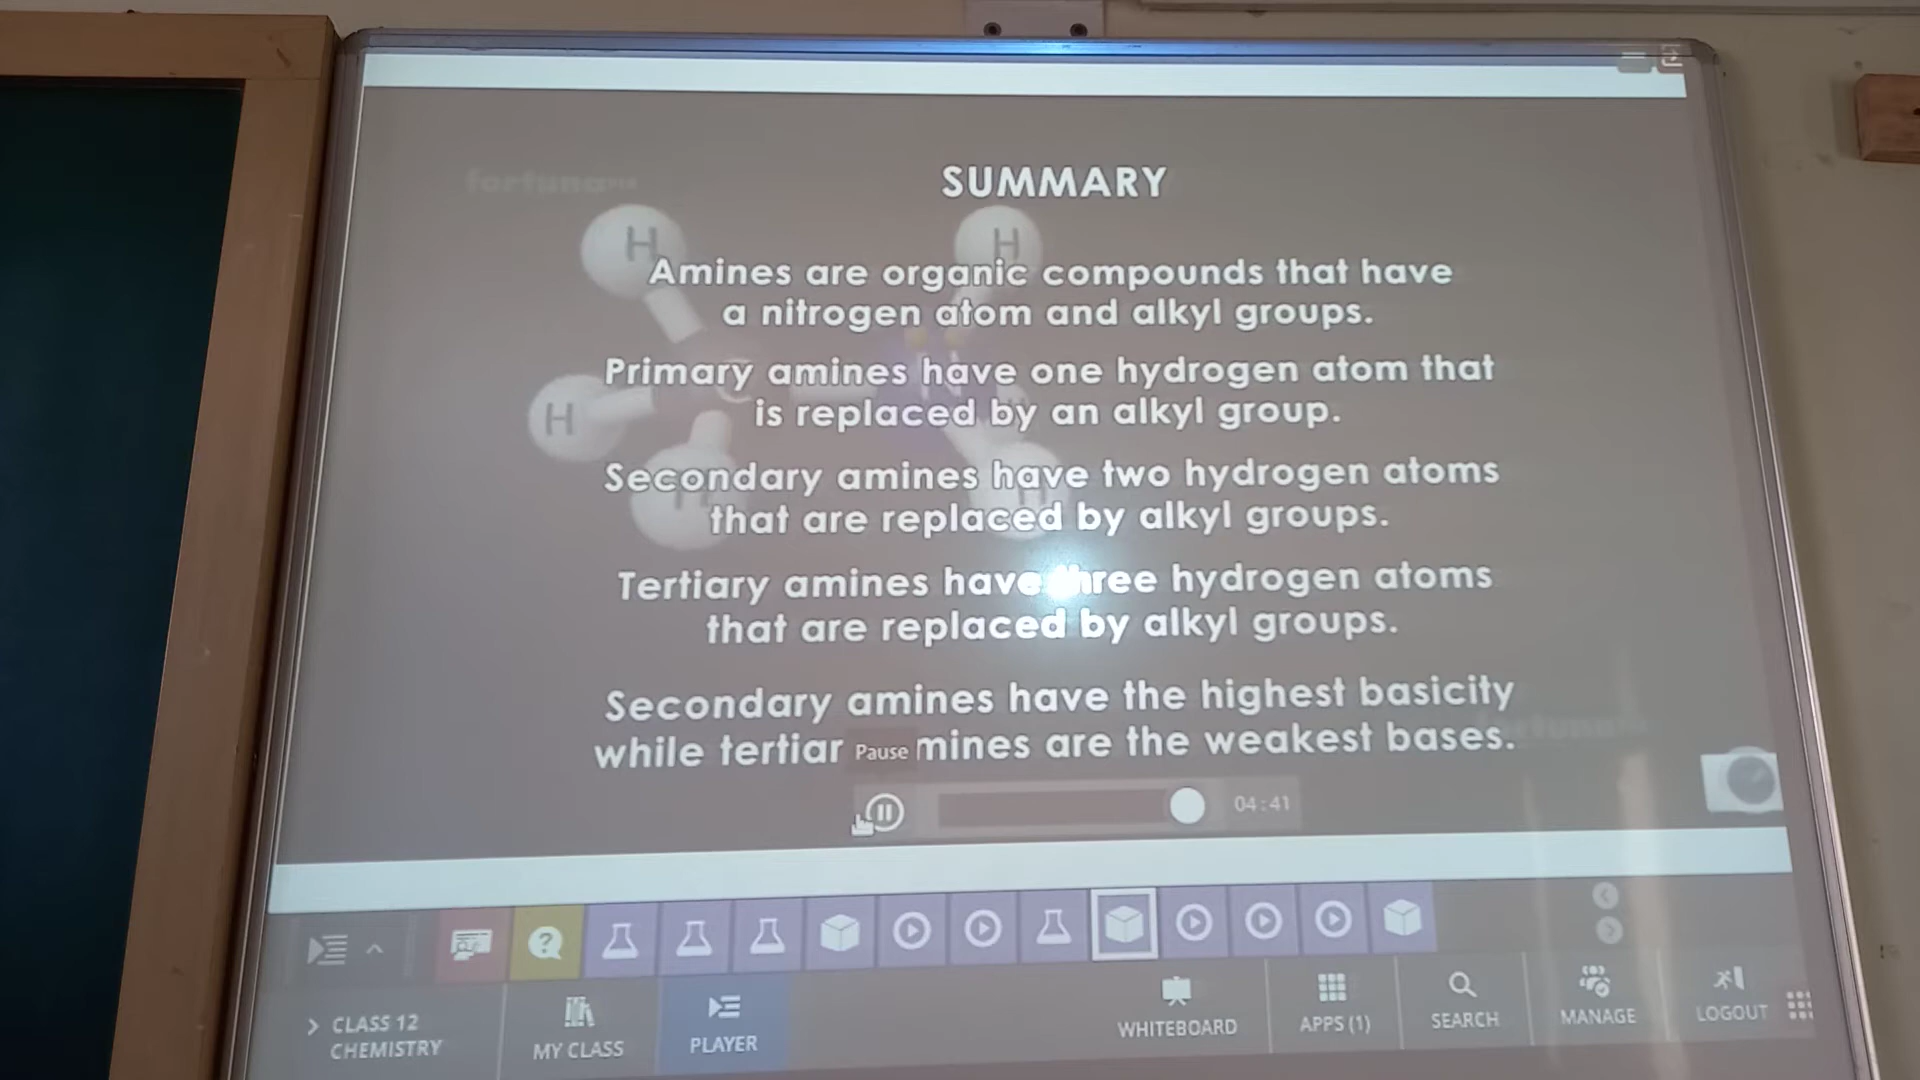 SUMMARY
H
H
Amines are organic compounds that have
a nitrogen atom and alkyl groups.
Primary amines have one hydrogen atom that
C
H
is replaced by an alkyl group.
Secondary amines have two hydrogen atoms
H
H
that are replaced by alkyl groups.
Tertiary amines have three hydrogen atoms
that are replaced by alkyl groups.
Secondary amines have the highest basicity
while tertiar Pause mines are the weakest bases.
04:41
CLASS 12
CHEMISTRY
MY CLASS
PLAYER
WHITEBOARD
APPS (1)
SEARCH
MANAGE
LOGOUT